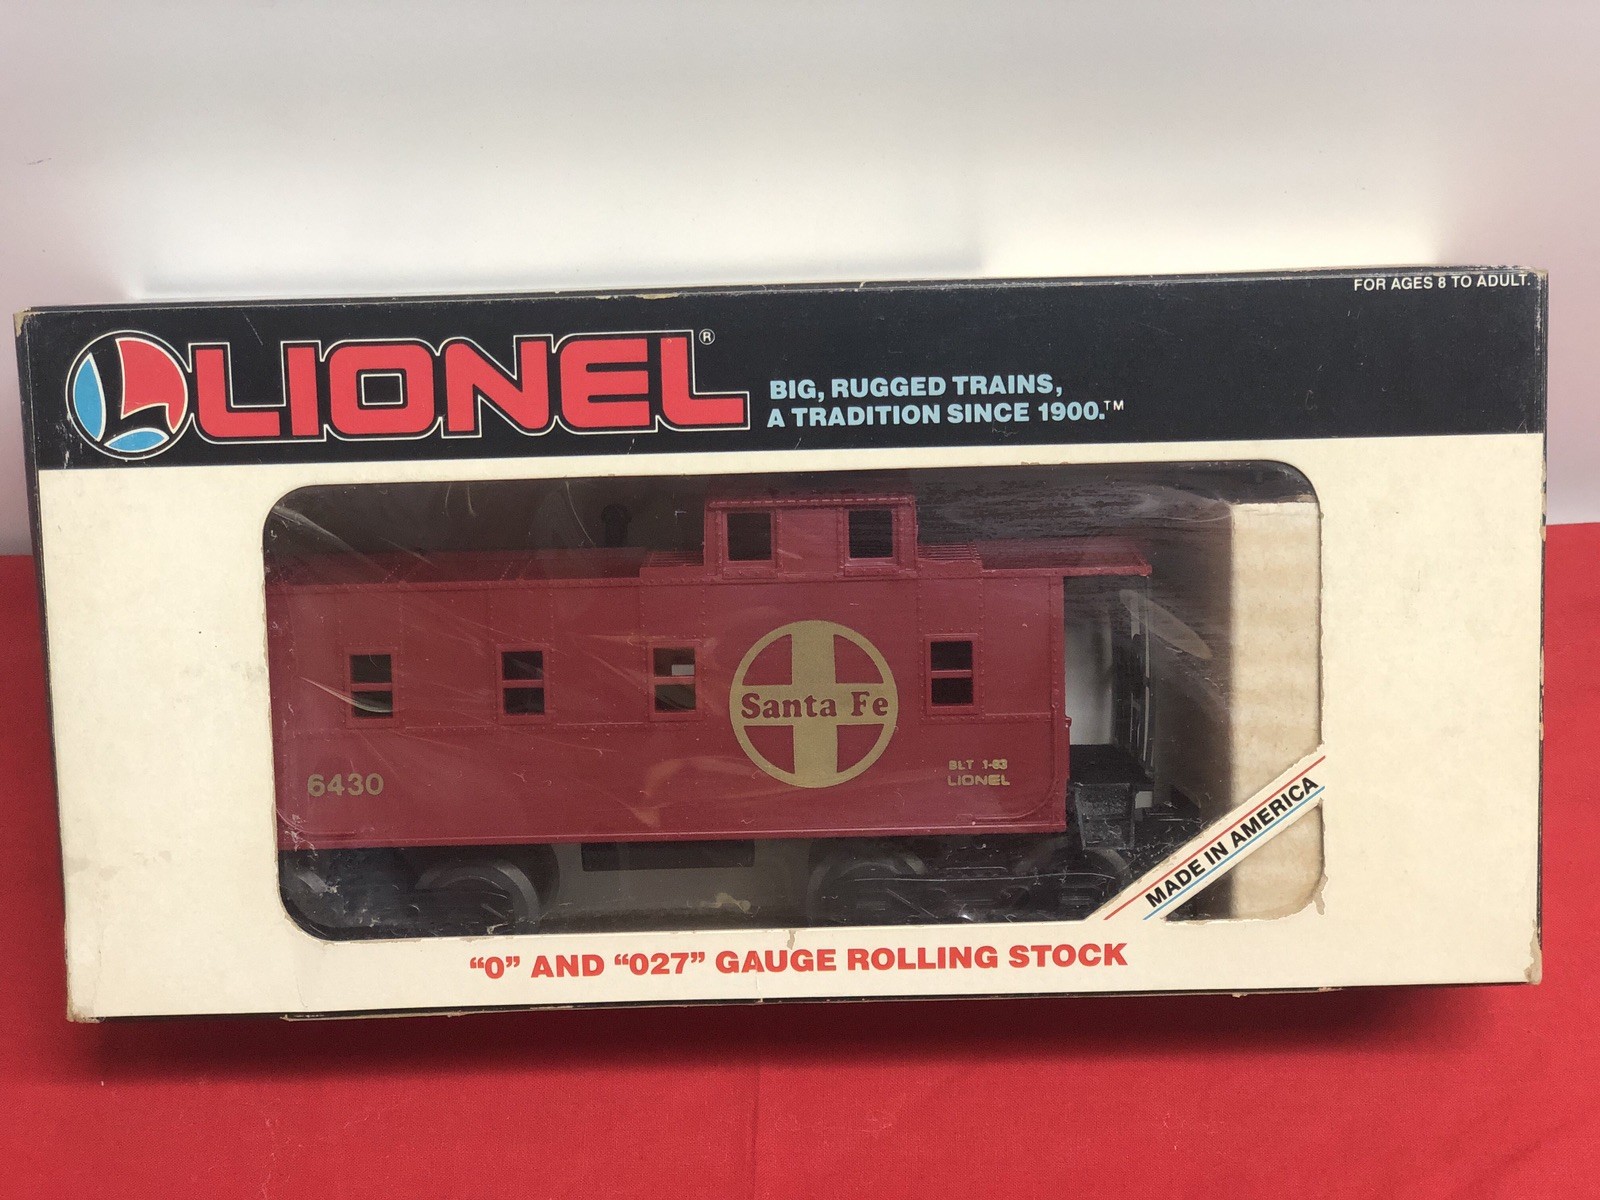 FOR AGES 8 TO ADULT.
LIONEL®
BIG, RUGGED TRAINS,
A TRADITION SINCE 1900.™
Santa Fe
6430
BLT 1-83
LIONEL
MADE IN AMERICA
"O" AND "027" GAUGE ROLLING STOCK